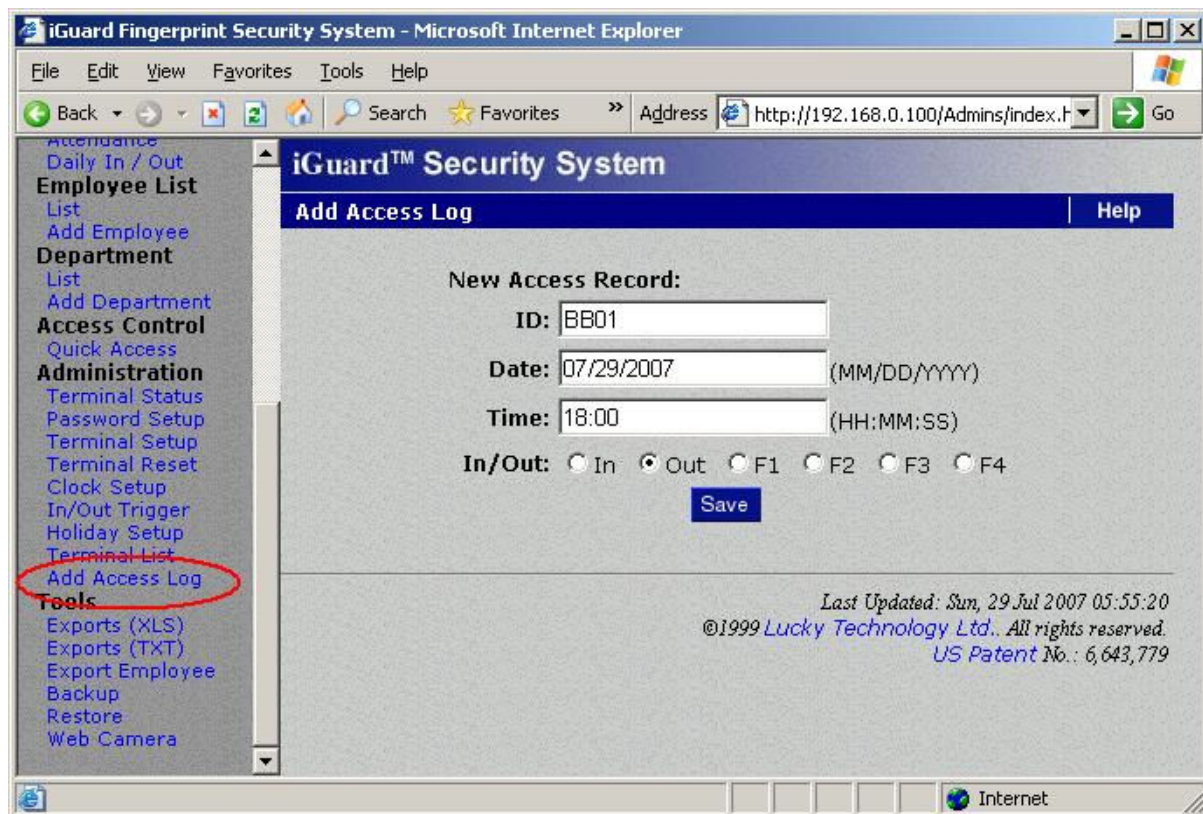 iGuard Fingerprint Security System - Microsoft Internet Explorer
File Edit View Favorites Tools Help
Back Search Favorites » Address http://192.168.0.100/Admins/index.h Go
Attendance
Daily In / Out
Employee List
List
Add Employee
Department
List
Add Department
Access Control
Quick Access
Administration
Terminal Status
Password Setup
Terminal Setup
Terminal Reset
Clock Setup
In/Out Trigger
Holiday Setup
Terminal List
Add Access Log
Tools
Exports (XLS)
Exports (TXT)
Export Employee
Backup
Restore
Web Camera
iGuard™ Security System
Add Access Log Help
New Access Record:
ID: BB01
Date: 07/29/2007 (MM/DD/YYYY)
Time: 18:00 (HH:MM:SS)
In/Out: In Out F1 F2 F3 F4
Save
Last Updated: Sun, 29 Jul 2007 05:55:20
©1999 Lucky Technology Ltd.. All rights reserved.
US Patent No.: 6,643,779
Internet